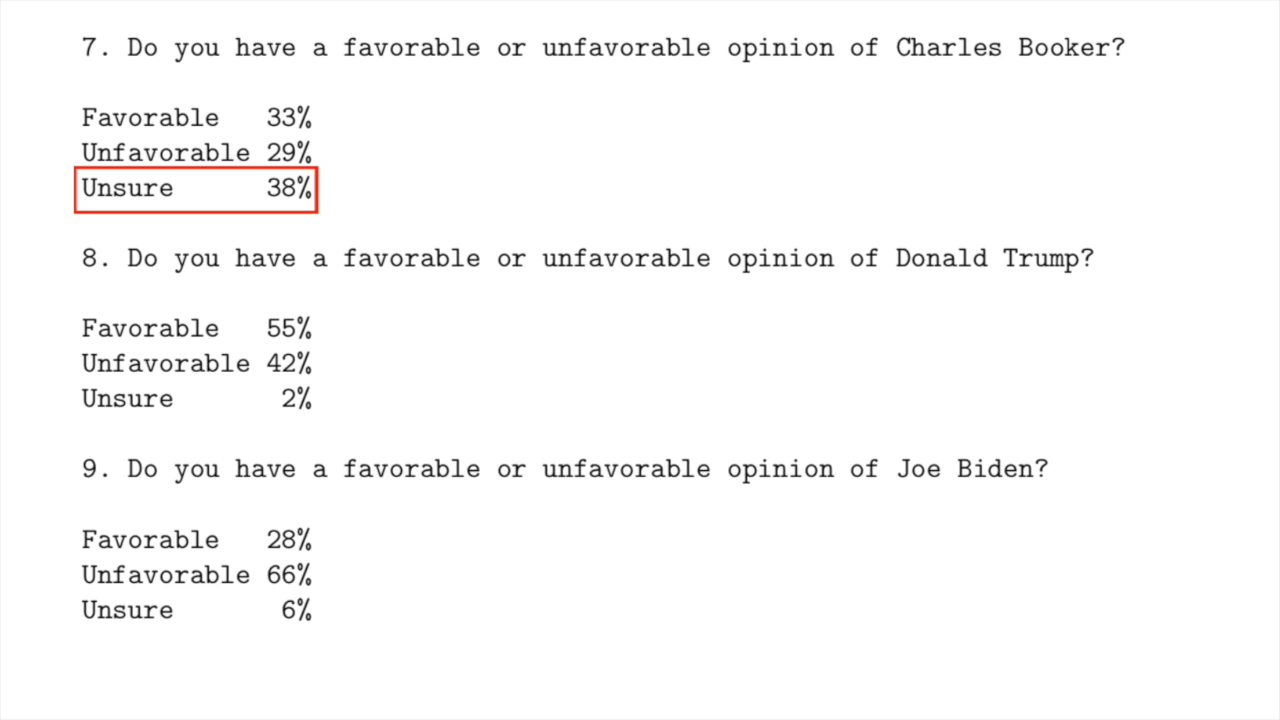 7. Do you have a favorable or unfavorable opinion of Charles Booker?
Favorable 33%
Unfavorable 29%
Unsure 38%
8. Do you have a favorable or unfavorable opinion of Donald Trump?
Favorable 55%
Unfavorable 42%
Unsure 2%
9. Do you have a favorable or unfavorable opinion of Joe Biden?
Favorable 28%
Unfavorable 66%
Unsure 6%